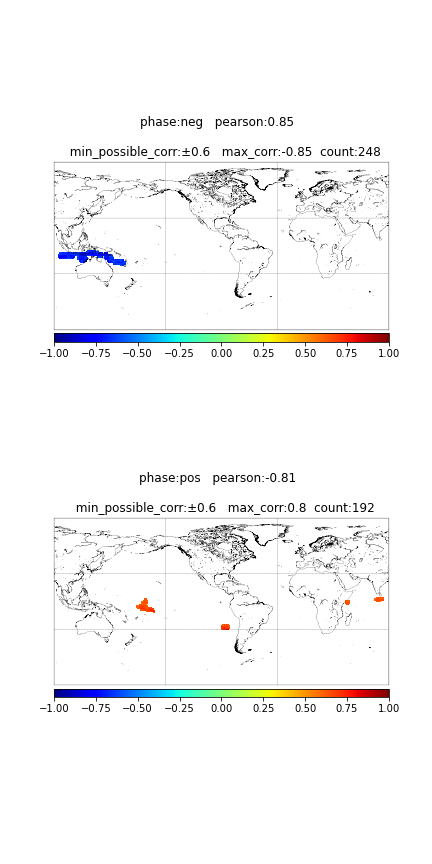 phase:neg   pearson:0.85
min_possible_corr:±0.6   max_corr:-0.85  count:248
−1.00 −0.75 −0.50 −0.25 0.00 0.25 0.50 0.75 1.00
phase:pos   pearson:-0.81
min_possible_corr:±0.6   max_corr:0.8  count:192
−1.00 −0.75 −0.50 −0.25 0.00 0.25 0.50 0.75 1.00